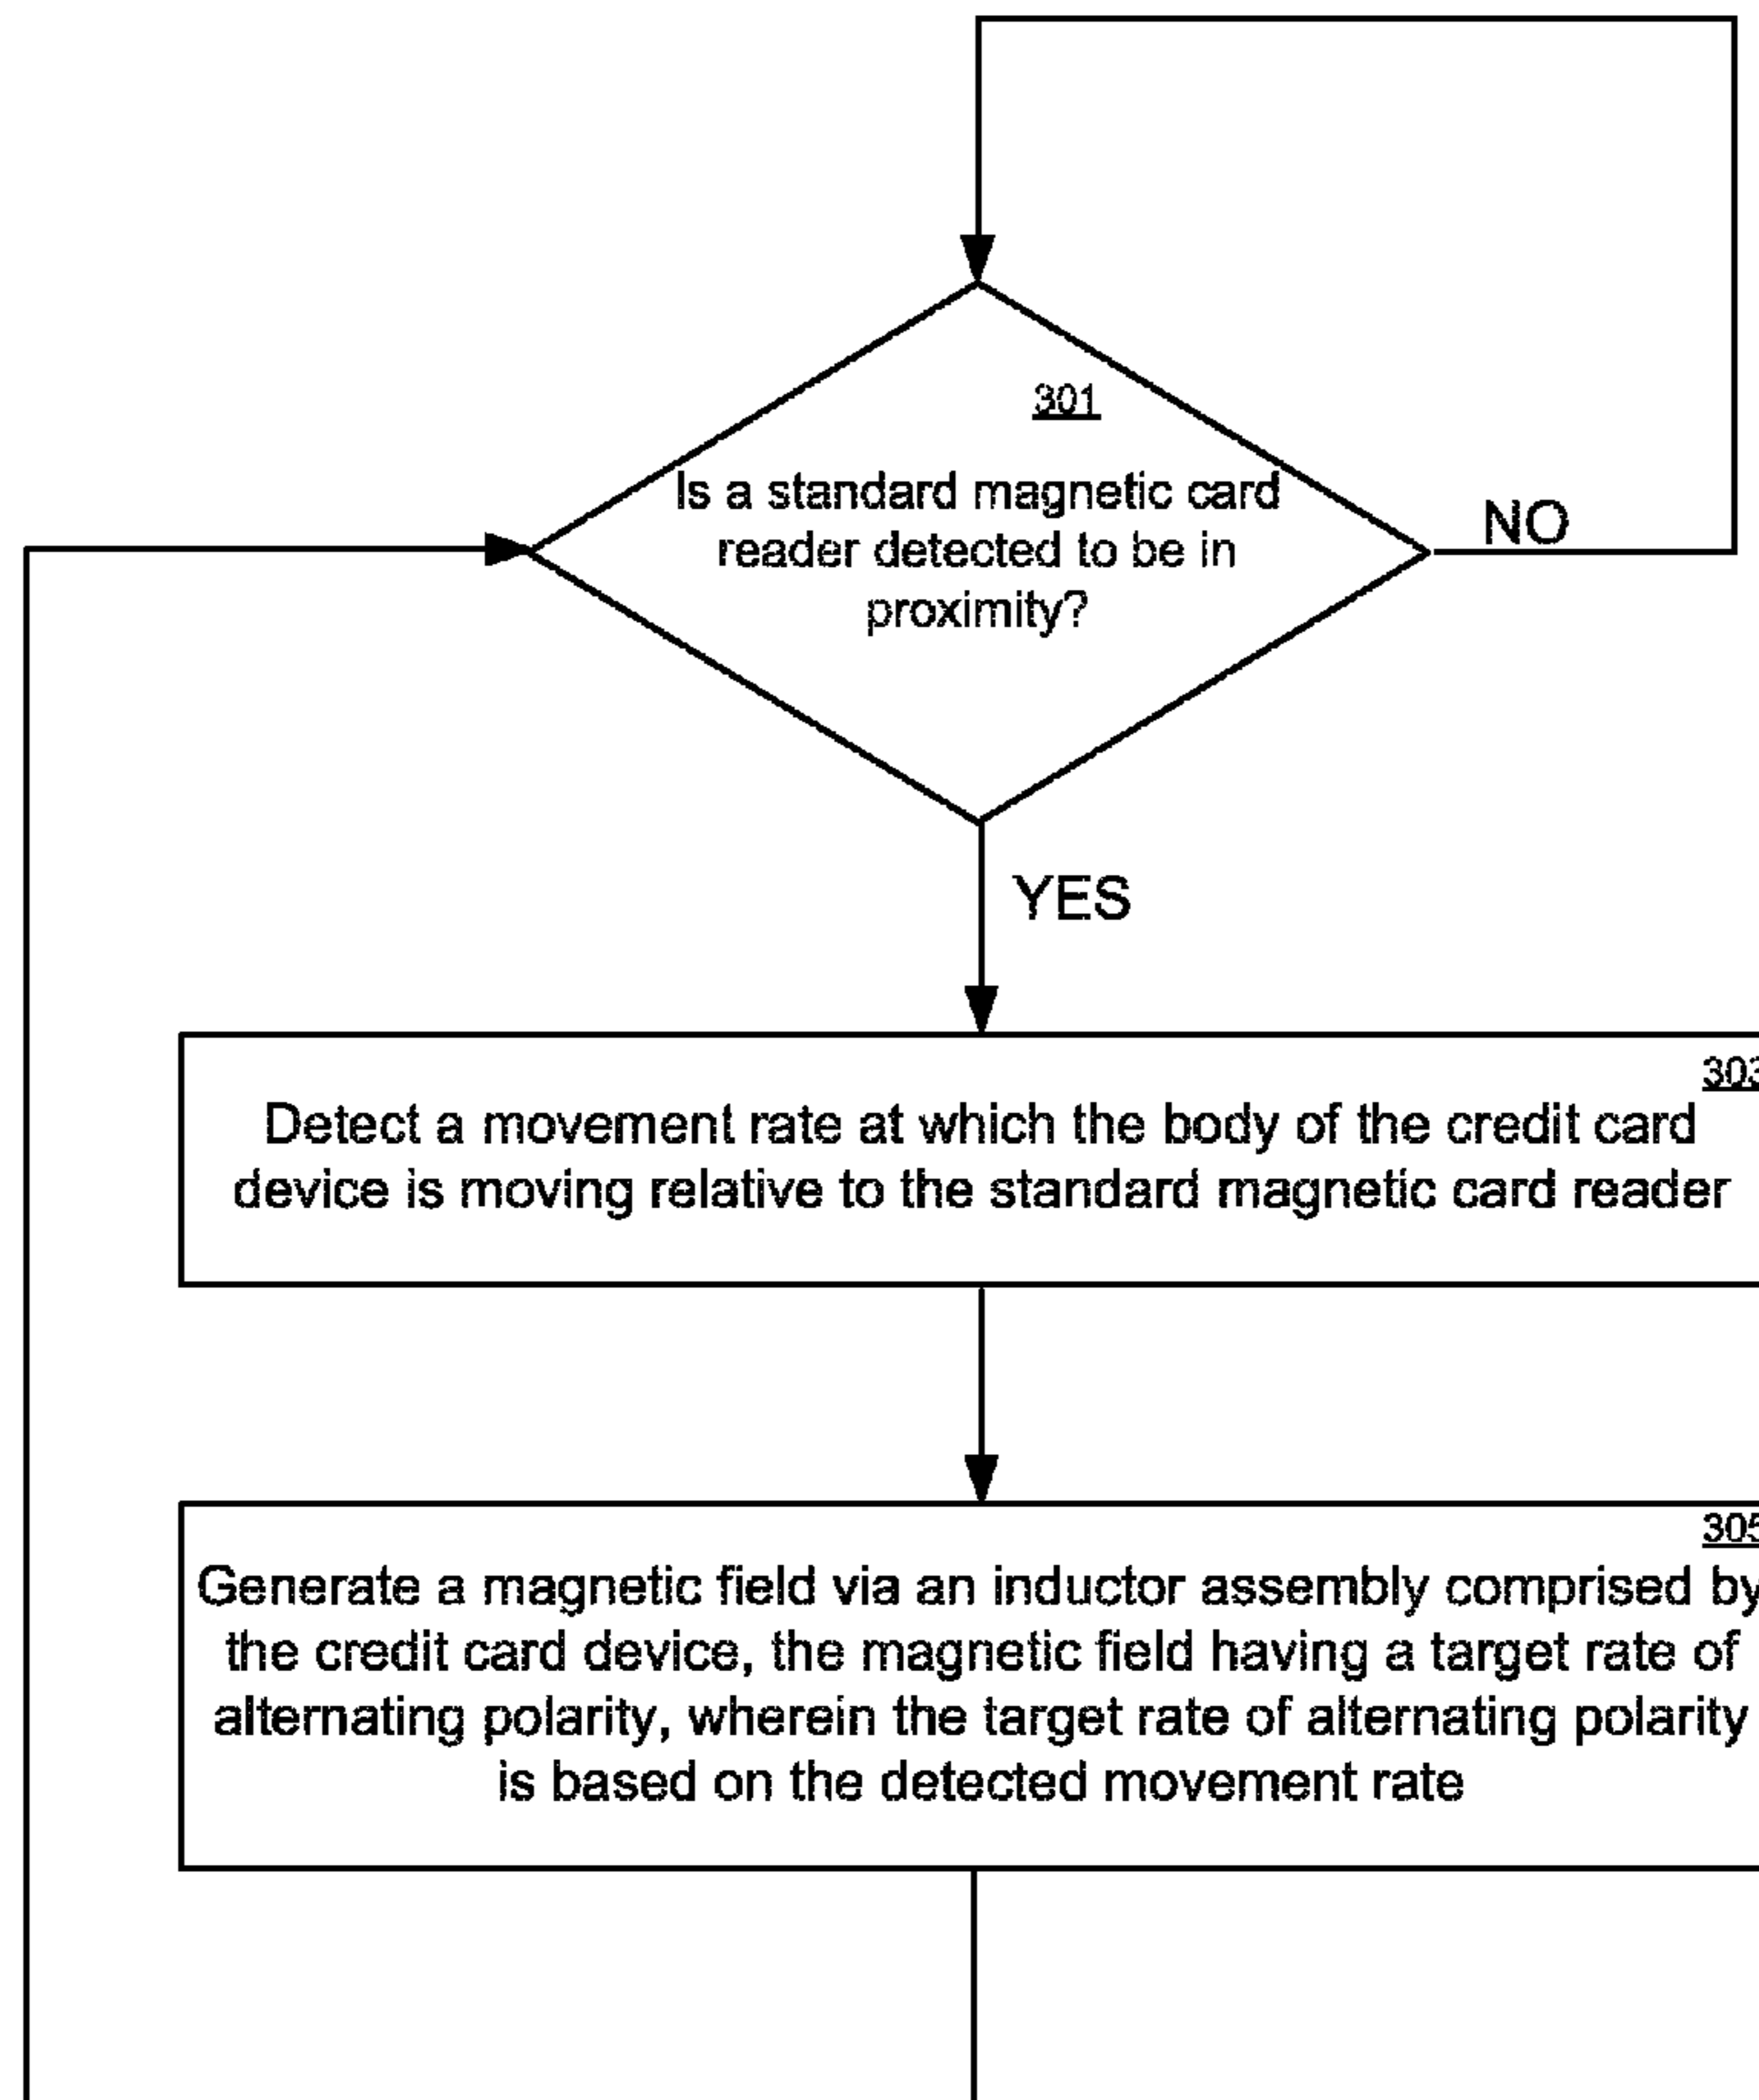 301
Is a standard magnetic card
reader detected to be in
proximity?
NO
YES
303
Detect a movement rate at which the body of the credit card
device is moving relative to the standard magnetic card reader
305
Generate a magnetic field via an inductor assembly comprised by
the credit card device, the magnetic field having a target rate of
alternating polarity, wherein the target rate of alternating polarity
is based on the detected movement rate